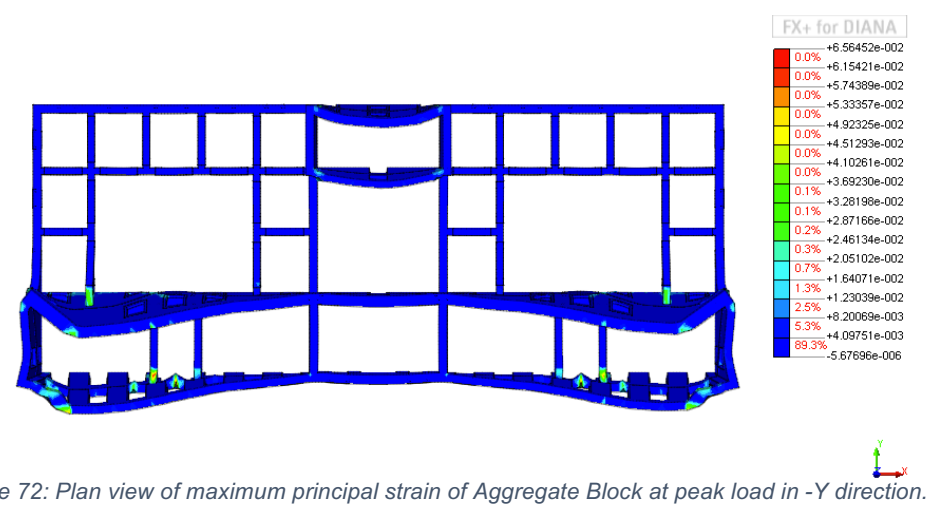 FX+ for DIANA
+6.56452e-002
0.0%
+6.15421e-002
0.0%
+5.74389e-002
0.0%
+5.33357e-002
0.0%
+4.92325e-002
0.0%
+4.51293e-002
0.0%
+4.10261e-002
0.0%
+3.69230e-002
0.1%
+3.28198e-002
0.1%
+2.87166e-002
0.2%
+2.46134e-002
0.3%
+2.05102e-002
0.7%
+1.64071e-002
1.3%
+1.23039e-002
2.5%
+8.20069e-003
5.3%
+4.09751e-003
89.3%
-5.67696e-006
Y
X
e 72: Plan view of maximum principal strain of Aggregate Block at peak load in -Y direction.